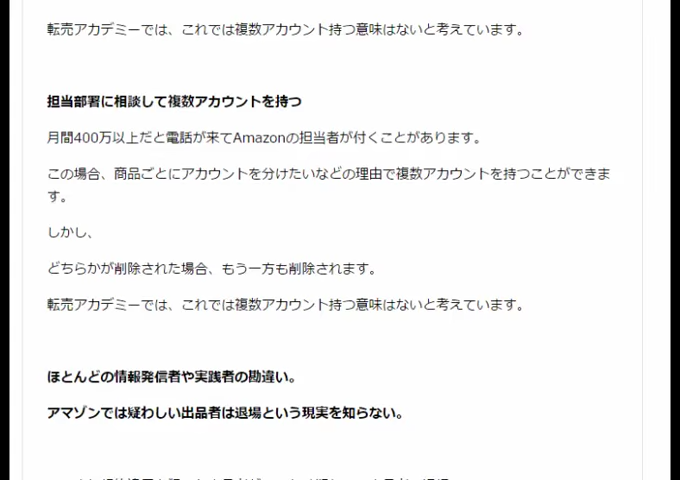 転売アカデミーでは、これでは複数アカウント持つ意味はないと考えています。
担当部署に相談して複数アカウントを持つ
月間400万以上だと電話が来てAmazonの担当者が付くことがあります。
この場合、商品ごとにアカウントを分けたいなどの理由で複数アカウントを持つことができま
す。
しかし、
どちらかが削除された場合、もう一方も削除されます。
転売アカデミーでは、これでは複数アカウント持つ意味はないと考えています。
ほとんどの情報発信者や実践者の勘違い。
アマゾンでは疑わしい出品者は退場という現実を知らない。